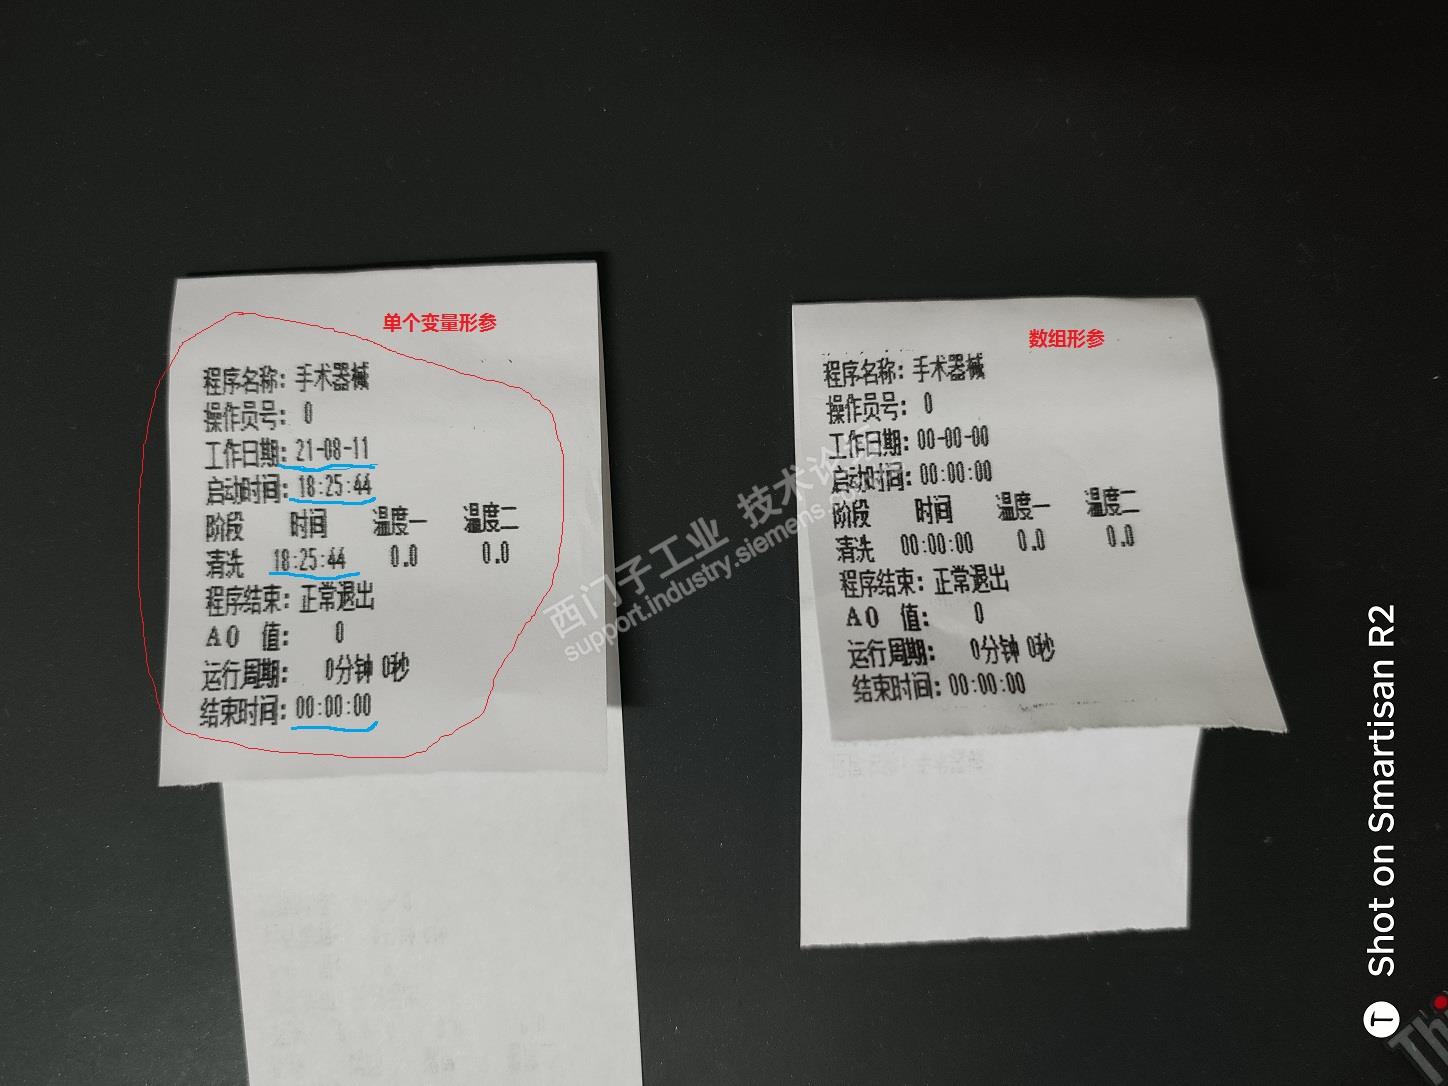 单个变量形参
程序名称: 手术器械
操作员号: 0
工作日期: 21-08-11
启动时间: 18:25:44
阶段 时间 温度一 温度二
清洗 18:25:44 0.0 0.0
程序结束: 正常退出
A0 值: 0
运行周期: 0分钟 0秒
结束时间: 00:00:00
数组形参
程序名称: 手术器械
操作员号: 0
工作日期: 00-00-00
启动时间: 00:00:00
阶段 时间 温度一 温度二
清洗 00:00:00 0.0 0.0
程序结束: 正常退出
A0 值: 0
运行周期: 0分钟 0秒
结束时间: 00:00:00
西门子工业 技术论坛
support.industry.siemens.c
Shot on Smartisan R2
Thi